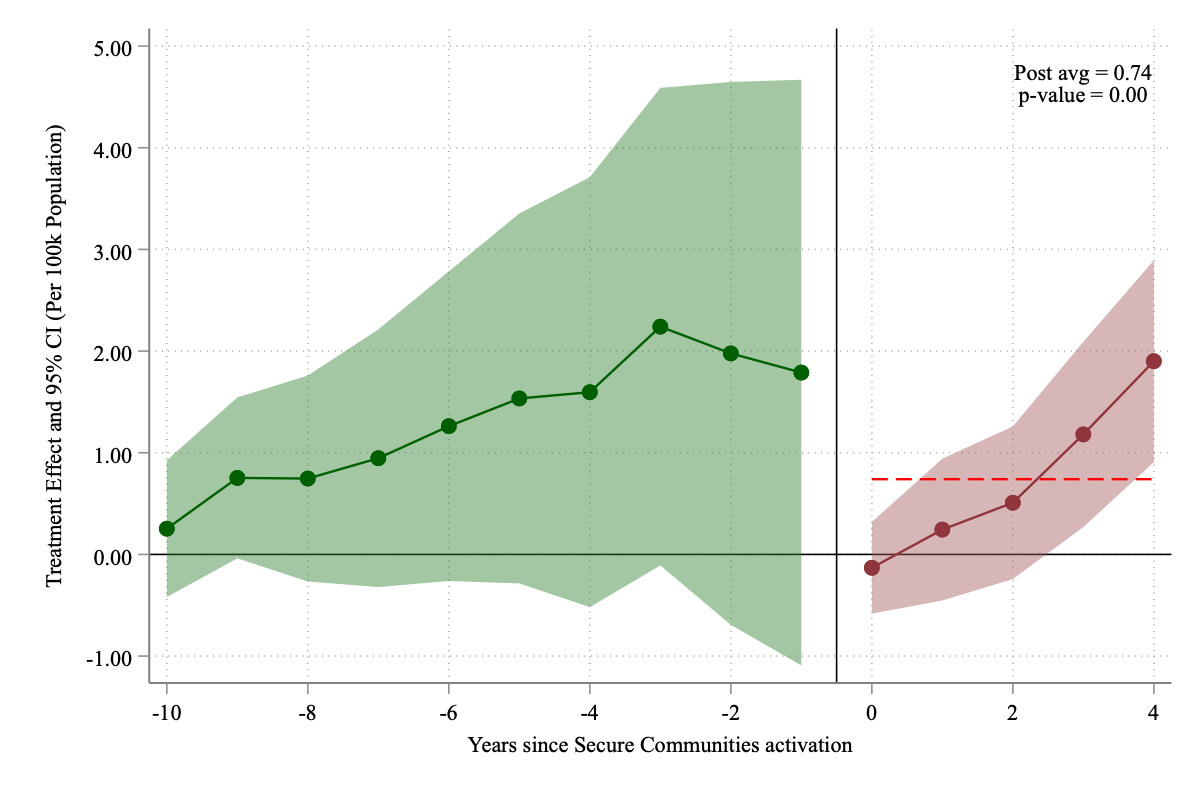 Treatment Effect and 95% CI (Per 100k Population)
5.00
4.00
3.00
2.00
1.00
0.00
-1.00
Post avg = 0.74
p-value = 0.00
-10 -8 -6 -4 -2 0 2 4
Years since Secure Communities activation